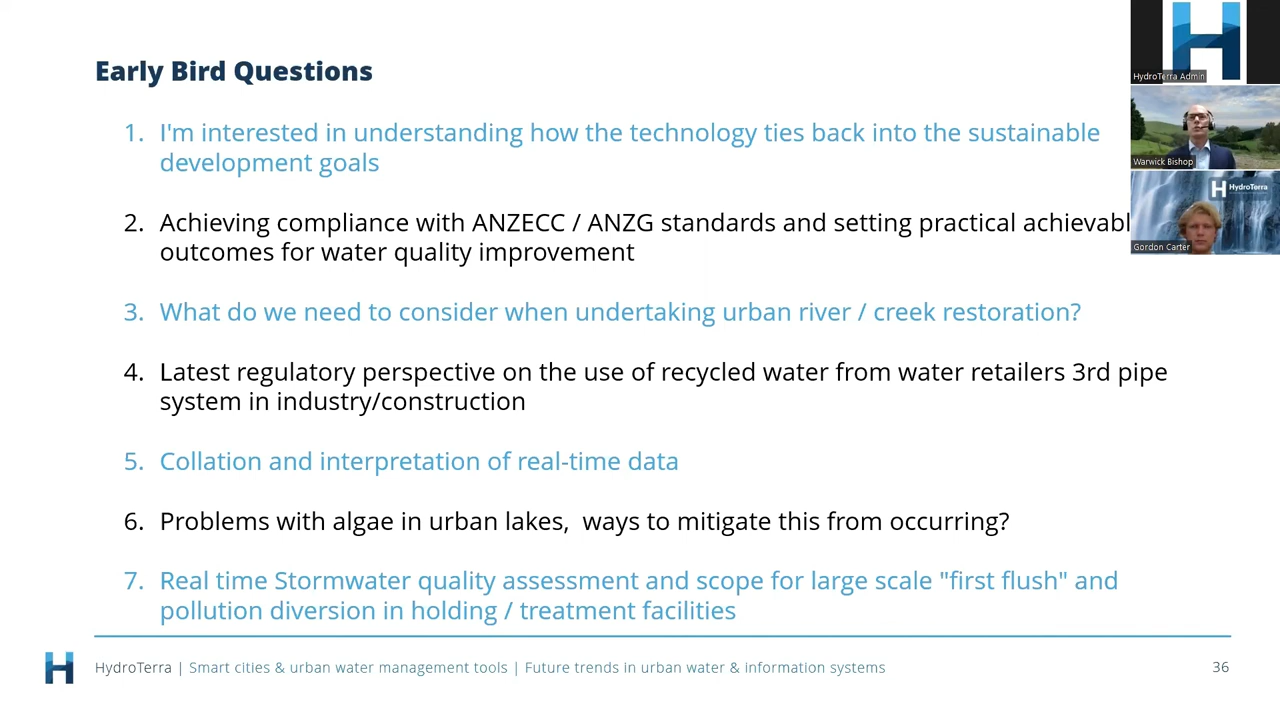 Early Bird Questions
1. I'm interested in understanding how the technology ties back into the sustainable
development goals
2. Achieving compliance with ANZECC / ANZG standards and setting practical achievabl
outcomes for water quality improvement
3. What do we need to consider when undertaking urban river / creek restoration?
4. Latest regulatory perspective on the use of recycled water from water retailers 3rd pipe
system in industry/construction
5. Collation and interpretation of real-time data
6. Problems with algae in urban lakes,  ways to mitigate this from occurring?
7. Real time Stormwater quality assessment and scope for large scale "first flush" and
pollution diversion in holding / treatment facilities
HydroTerra | Smart cities & urban water management tools | Future trends in urban water & information systems
36
HydroTerra Admin
Warwick Bishop
HydroTerra
Gordon Carter